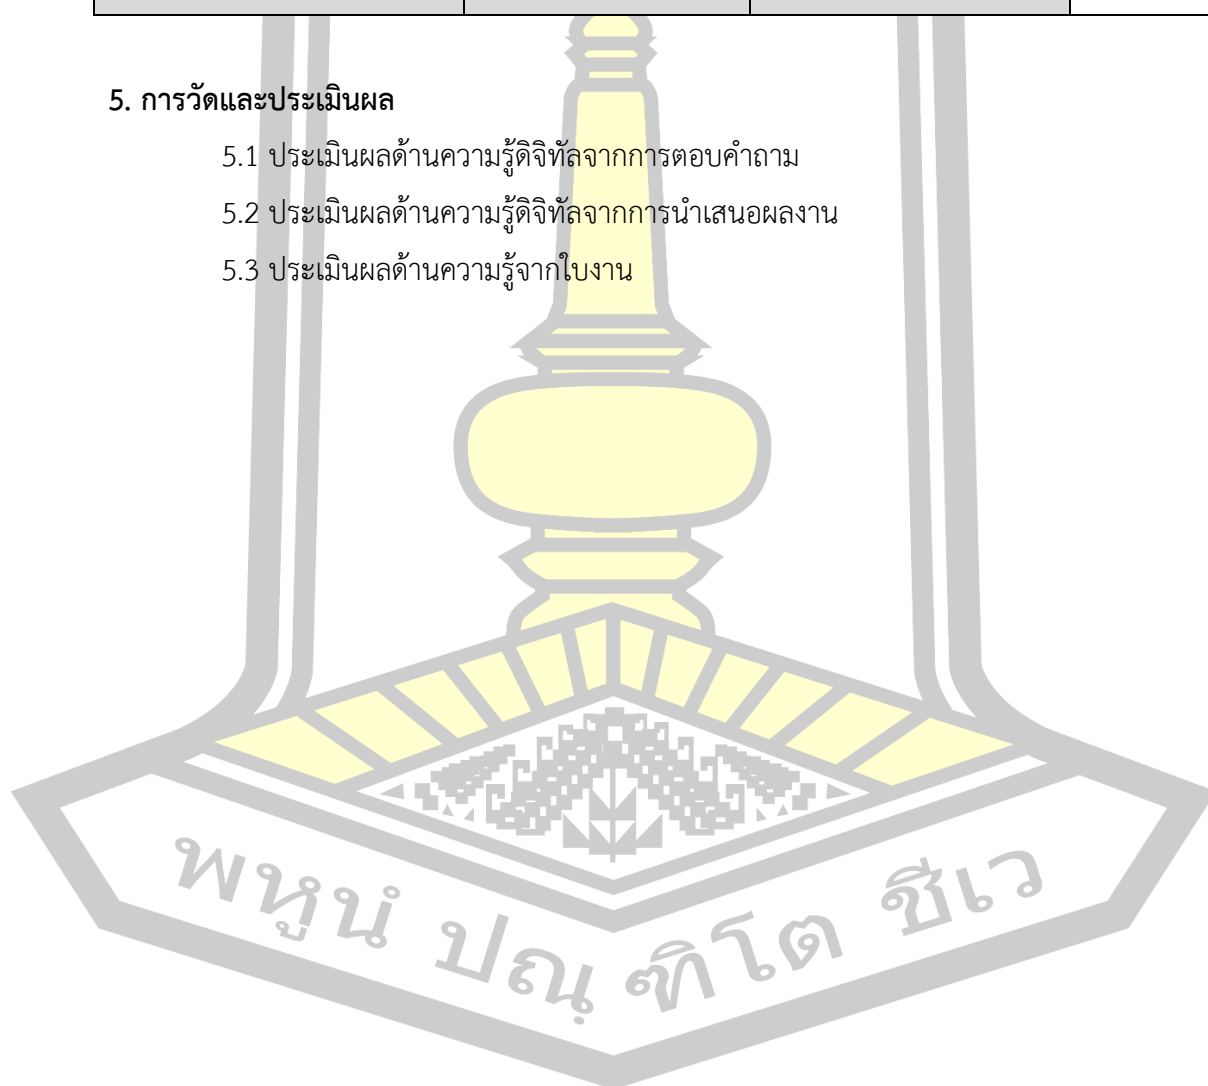 5. การวัดและประเมินผล
5.1 ประเมินผลด้านความรู้ดิจิทัลจากการตอบคำถาม
5.2 ประเมินผลด้านความรู้ดิจิทัลจากการนำเสนอผลงาน
5.3 ประเมินผลด้านความรู้จากใบงาน
พหูนํ ปณฺฑิโต ชีเว